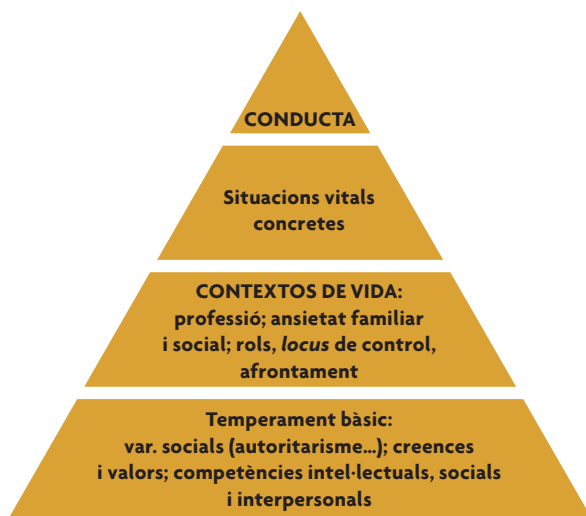 CONDUCTA
Situacions vitals
concretes
CONTEXTOS DE VIDA:
professió; ansietat familiar
i social; rols, locus de control,
afrontament
Temperament bàsic:
var. socials (autoritarisme...); creences
i valors; competències intel·lectuals, socials
i interpersonals